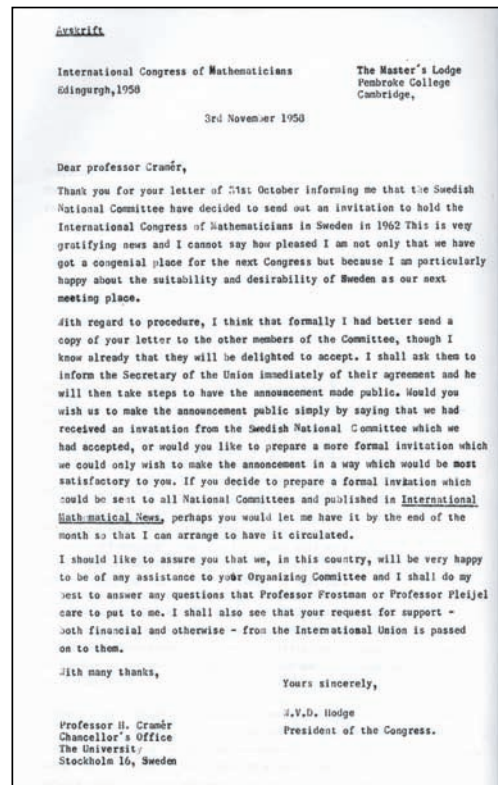 Avskrift
International Congress of Mathematicians
Edingurgh,1958
The Master's Lodge
Pembroke College
Cambridge,
3rd November 1958
Dear professor Cramér,
Thank you for your letter of 31st October informing me that the Swedish
National Committee have decided to send out an invitation to hold the
International Congress of Mathematicians in Sweden in 1962 This is very
gratifying news and I cannot say how pleased I am not only that we have
got a congenial place for the next Congress but because I am particularly
happy about the suitability and desirability of Sweden as our next
meeting place.
With regard to procedure, I think that formally I had better send a
copy of your letter to the other members of the Committee, though I
know already that they will be delighted to accept. I shall ask them to
inform the Secretary of the Union immediately of their agreement and he
will then take steps to have the announcement made public. Would you
wish us to make the announcement public simply by saying that we had
received an invatation from the Swedish National Committee which we
had accepted, or would you like to prepare a more formal invitation which
we could only wish to make the annoncement in a way which would be most
satisfactory to you. If you decide to prepare a formal invitation which
could be sent to all National Committees and published in International
Mathematical News, perhaps you would let me have it by the end of the
month so that I can arrange to have it circulated.
I should like to assure you that we, in this country, will be very happy
to be of any assistance to your Organizing Committee and I shall do my
best to answer any questions that Professor Frostman or Professor Pleijel
care to put to me. I shall also see that your request for support -
both financial and otherwise - from the International Union is passed
on to them.
With many thanks,
Yours sincerely,
W.V.D. Hodge
President of the Congress.
Professor H. Cramér
Chancellor's Office
The University
Stockholm 16, Sweden